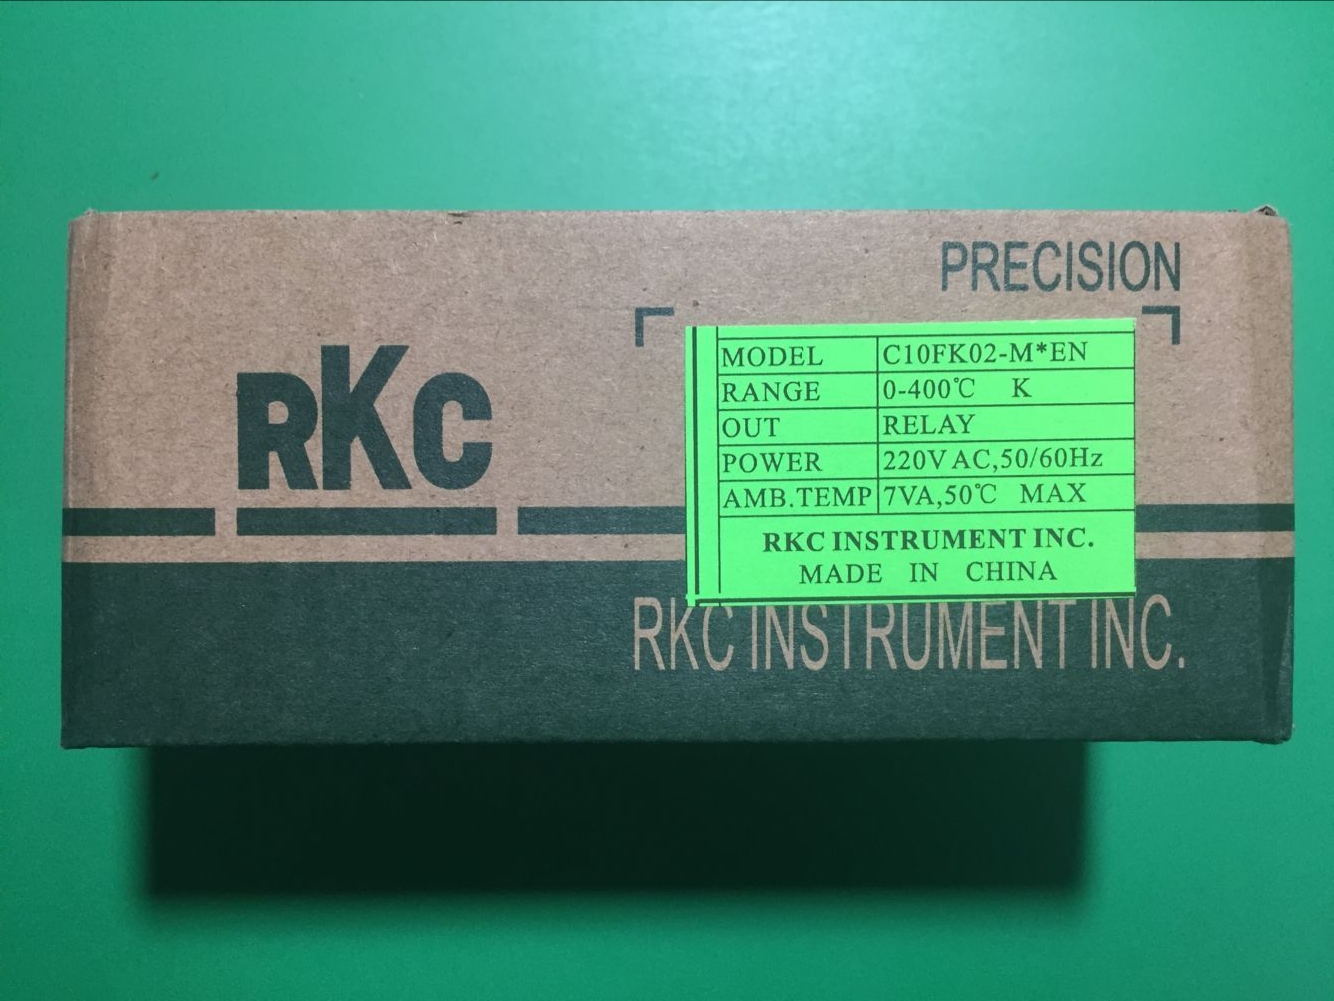 PRECISION
RKC
MODEL C10FK02-M*EN
RANGE 0-400℃ K
OUT RELAY
POWER 220V AC,50/60Hz
AMB.TEMP 7VA,50℃ MAX
RKC INSTRUMENT INC.
MADE IN CHINA
RKC INSTRUMENT INC.